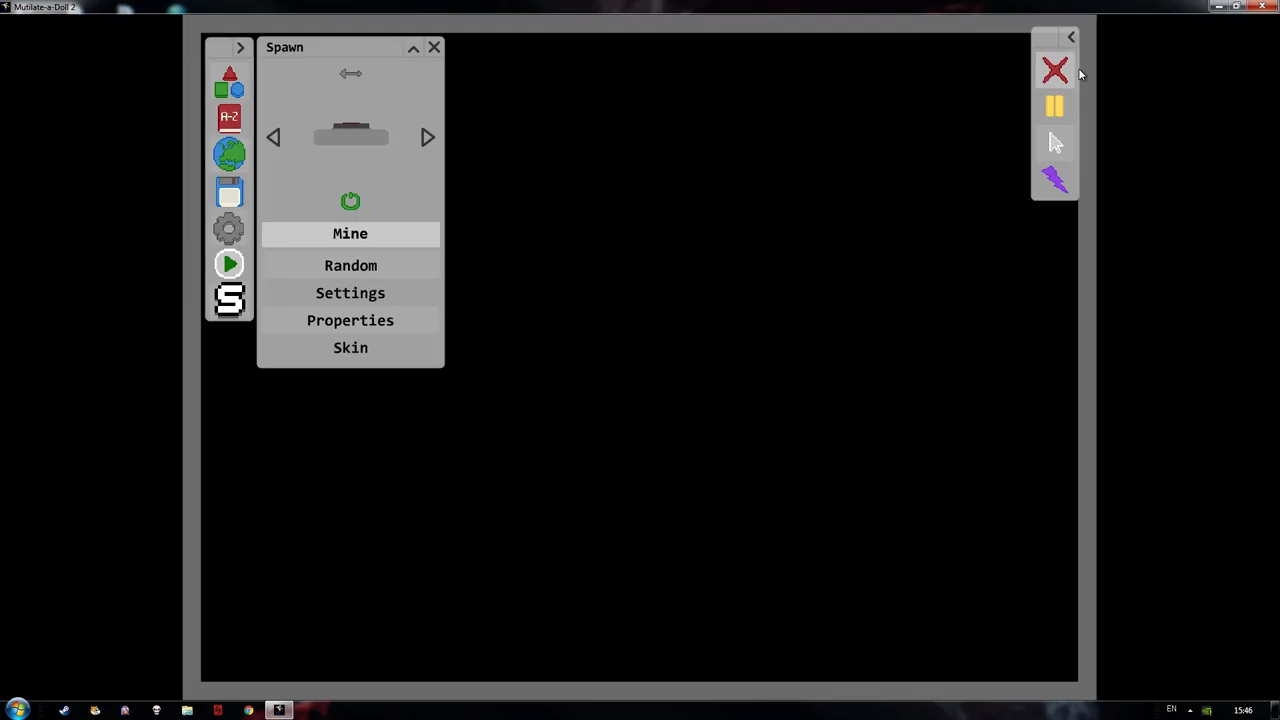 Mutilate-a-Doll 2
Spawn
A-Z
Mine
Random
Settings
Properties
Skin
S
EN
15:46